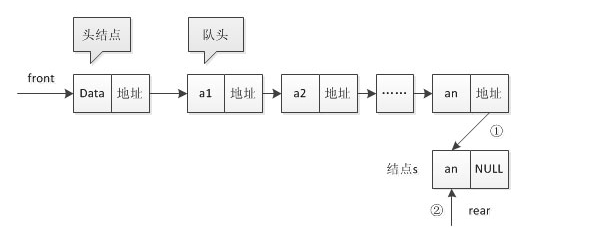 头结点
队头
front
Data 地址
a1 地址
a2 地址
……
an 地址
①
结点s
an NULL
② rear